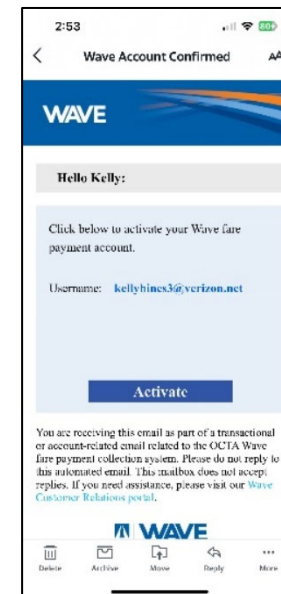 2:53
80+
Wave Account Confirmed
AA
WAVE
Hello Kelly:
Click below to activate your Wave fare
payment account.
Username: kellyhines3@verizon.net
Activate
You are receiving this email as part of a transactional
or account-related email related to the OCTA Wave
fare payment collection system. Please do not reply to
this automated email. This mailbox does not accept
replies. If you need assistance, please visit our Wave
Customer Relations portal.
WAVE
Delete Archive Move Reply More